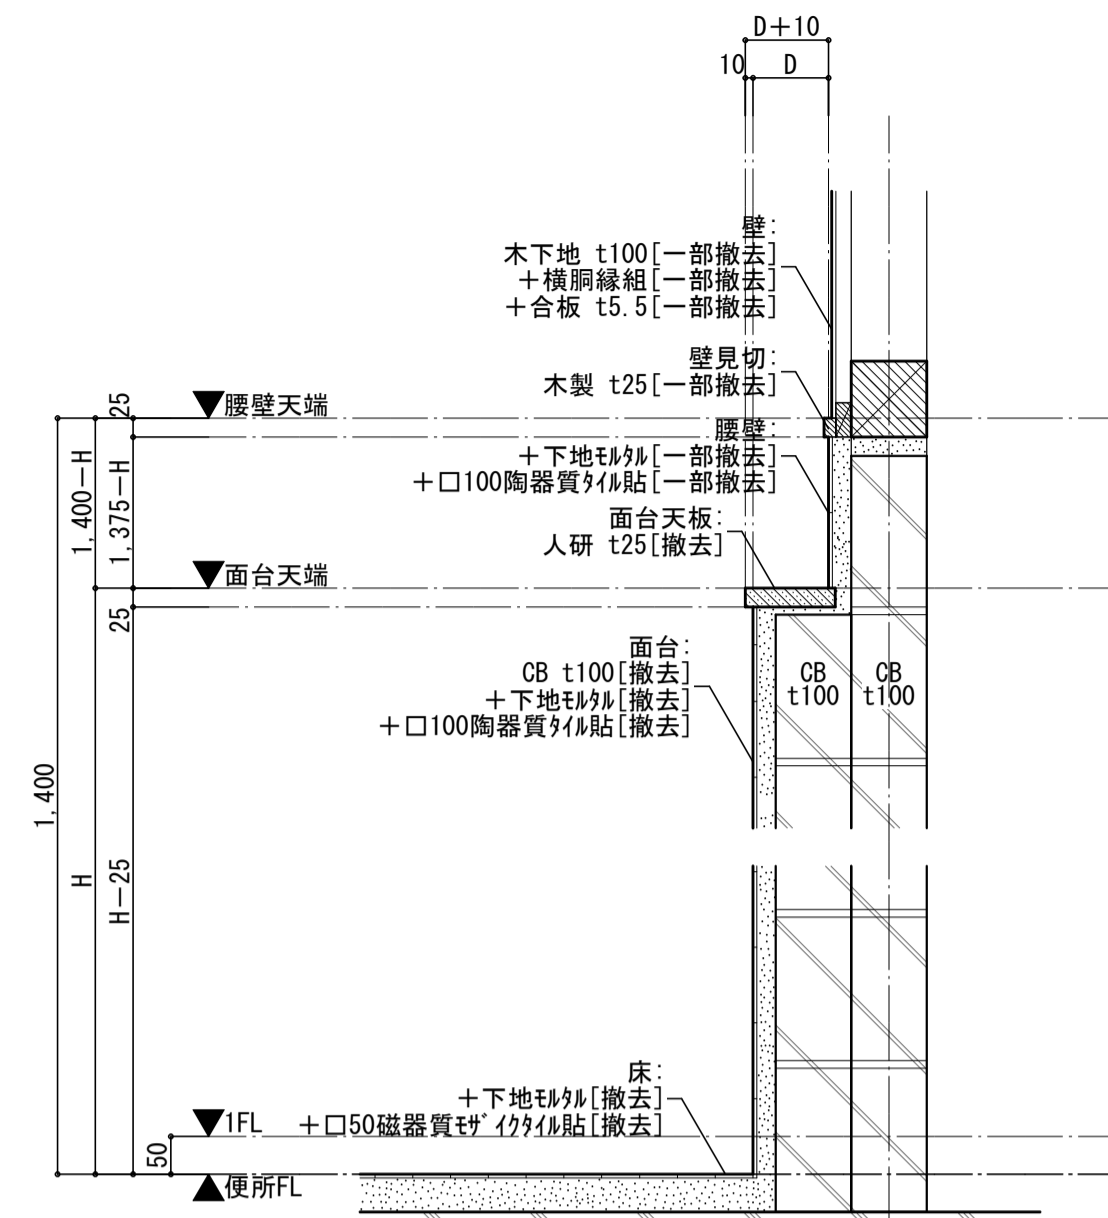 D+10
10
D
壁:
木下地 t100[一部撤去]
+横胴縁組[一部撤去]
+合板 t5.5[一部撤去]
壁見切:
木製 t25[一部撤去]
25
腰壁天端
腰壁:
+下地ﾓﾙﾀﾙ[一部撤去]
+□100陶器質ﾀｲﾙ貼[一部撤去]
1,400-H
1,375-H
面台天板:
人研 t25[撤去]
面台天端
25
面台:
CB t100[撤去]
+下地ﾓﾙﾀﾙ[撤去]
+□100陶器質ﾀｲﾙ貼[撤去]
CB
t100
CB
t100
1,400
H
H-25
床:
+下地ﾓﾙﾀﾙ[撤去]
+□50磁器質ﾓｻﾞｲｸﾀｲﾙ貼[撤去]
1FL
50
便所FL